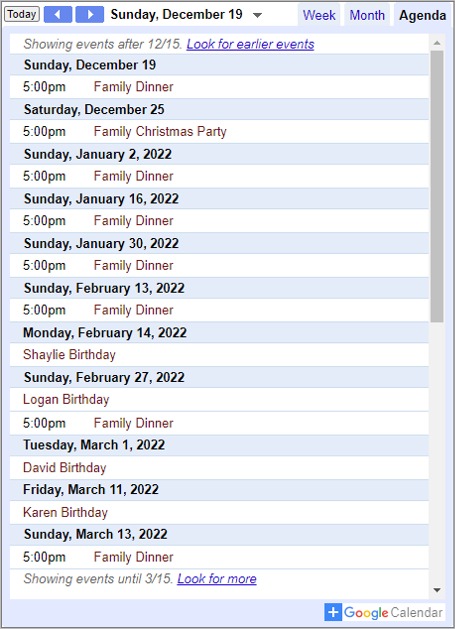 Today Sunday, December 19 Week Month Agenda
Showing events after 12/15. Look for earlier events
Sunday, December 19
5:00pm Family Dinner
Saturday, December 25
5:00pm Family Christmas Party
Sunday, January 2, 2022
5:00pm Family Dinner
Sunday, January 16, 2022
5:00pm Family Dinner
Sunday, January 30, 2022
5:00pm Family Dinner
Sunday, February 13, 2022
5:00pm Family Dinner
Monday, February 14, 2022
Shaylie Birthday
Sunday, February 27, 2022
Logan Birthday
5:00pm Family Dinner
Tuesday, March 1, 2022
David Birthday
Friday, March 11, 2022
Karen Birthday
Sunday, March 13, 2022
5:00pm Family Dinner
Showing events until 3/15. Look for more
Google Calendar